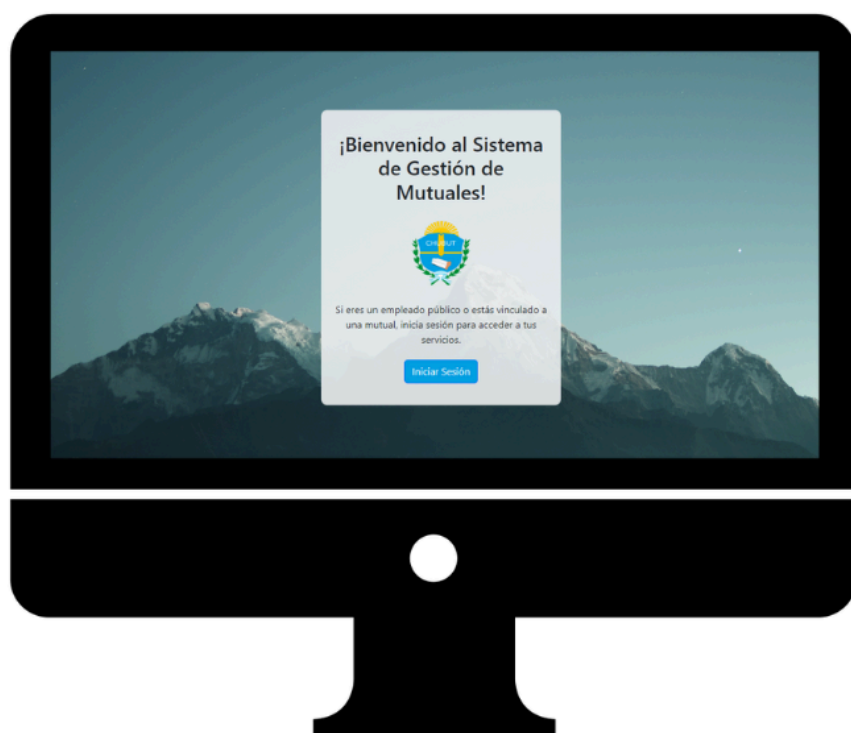 ¡Bienvenido al Sistema
de Gestión de
Mutuales!
CHUBUT
Si eres un empleado público o estás vinculado a
una mutual, inicia sesión para acceder a tus
servicios.
Iniciar Sesión